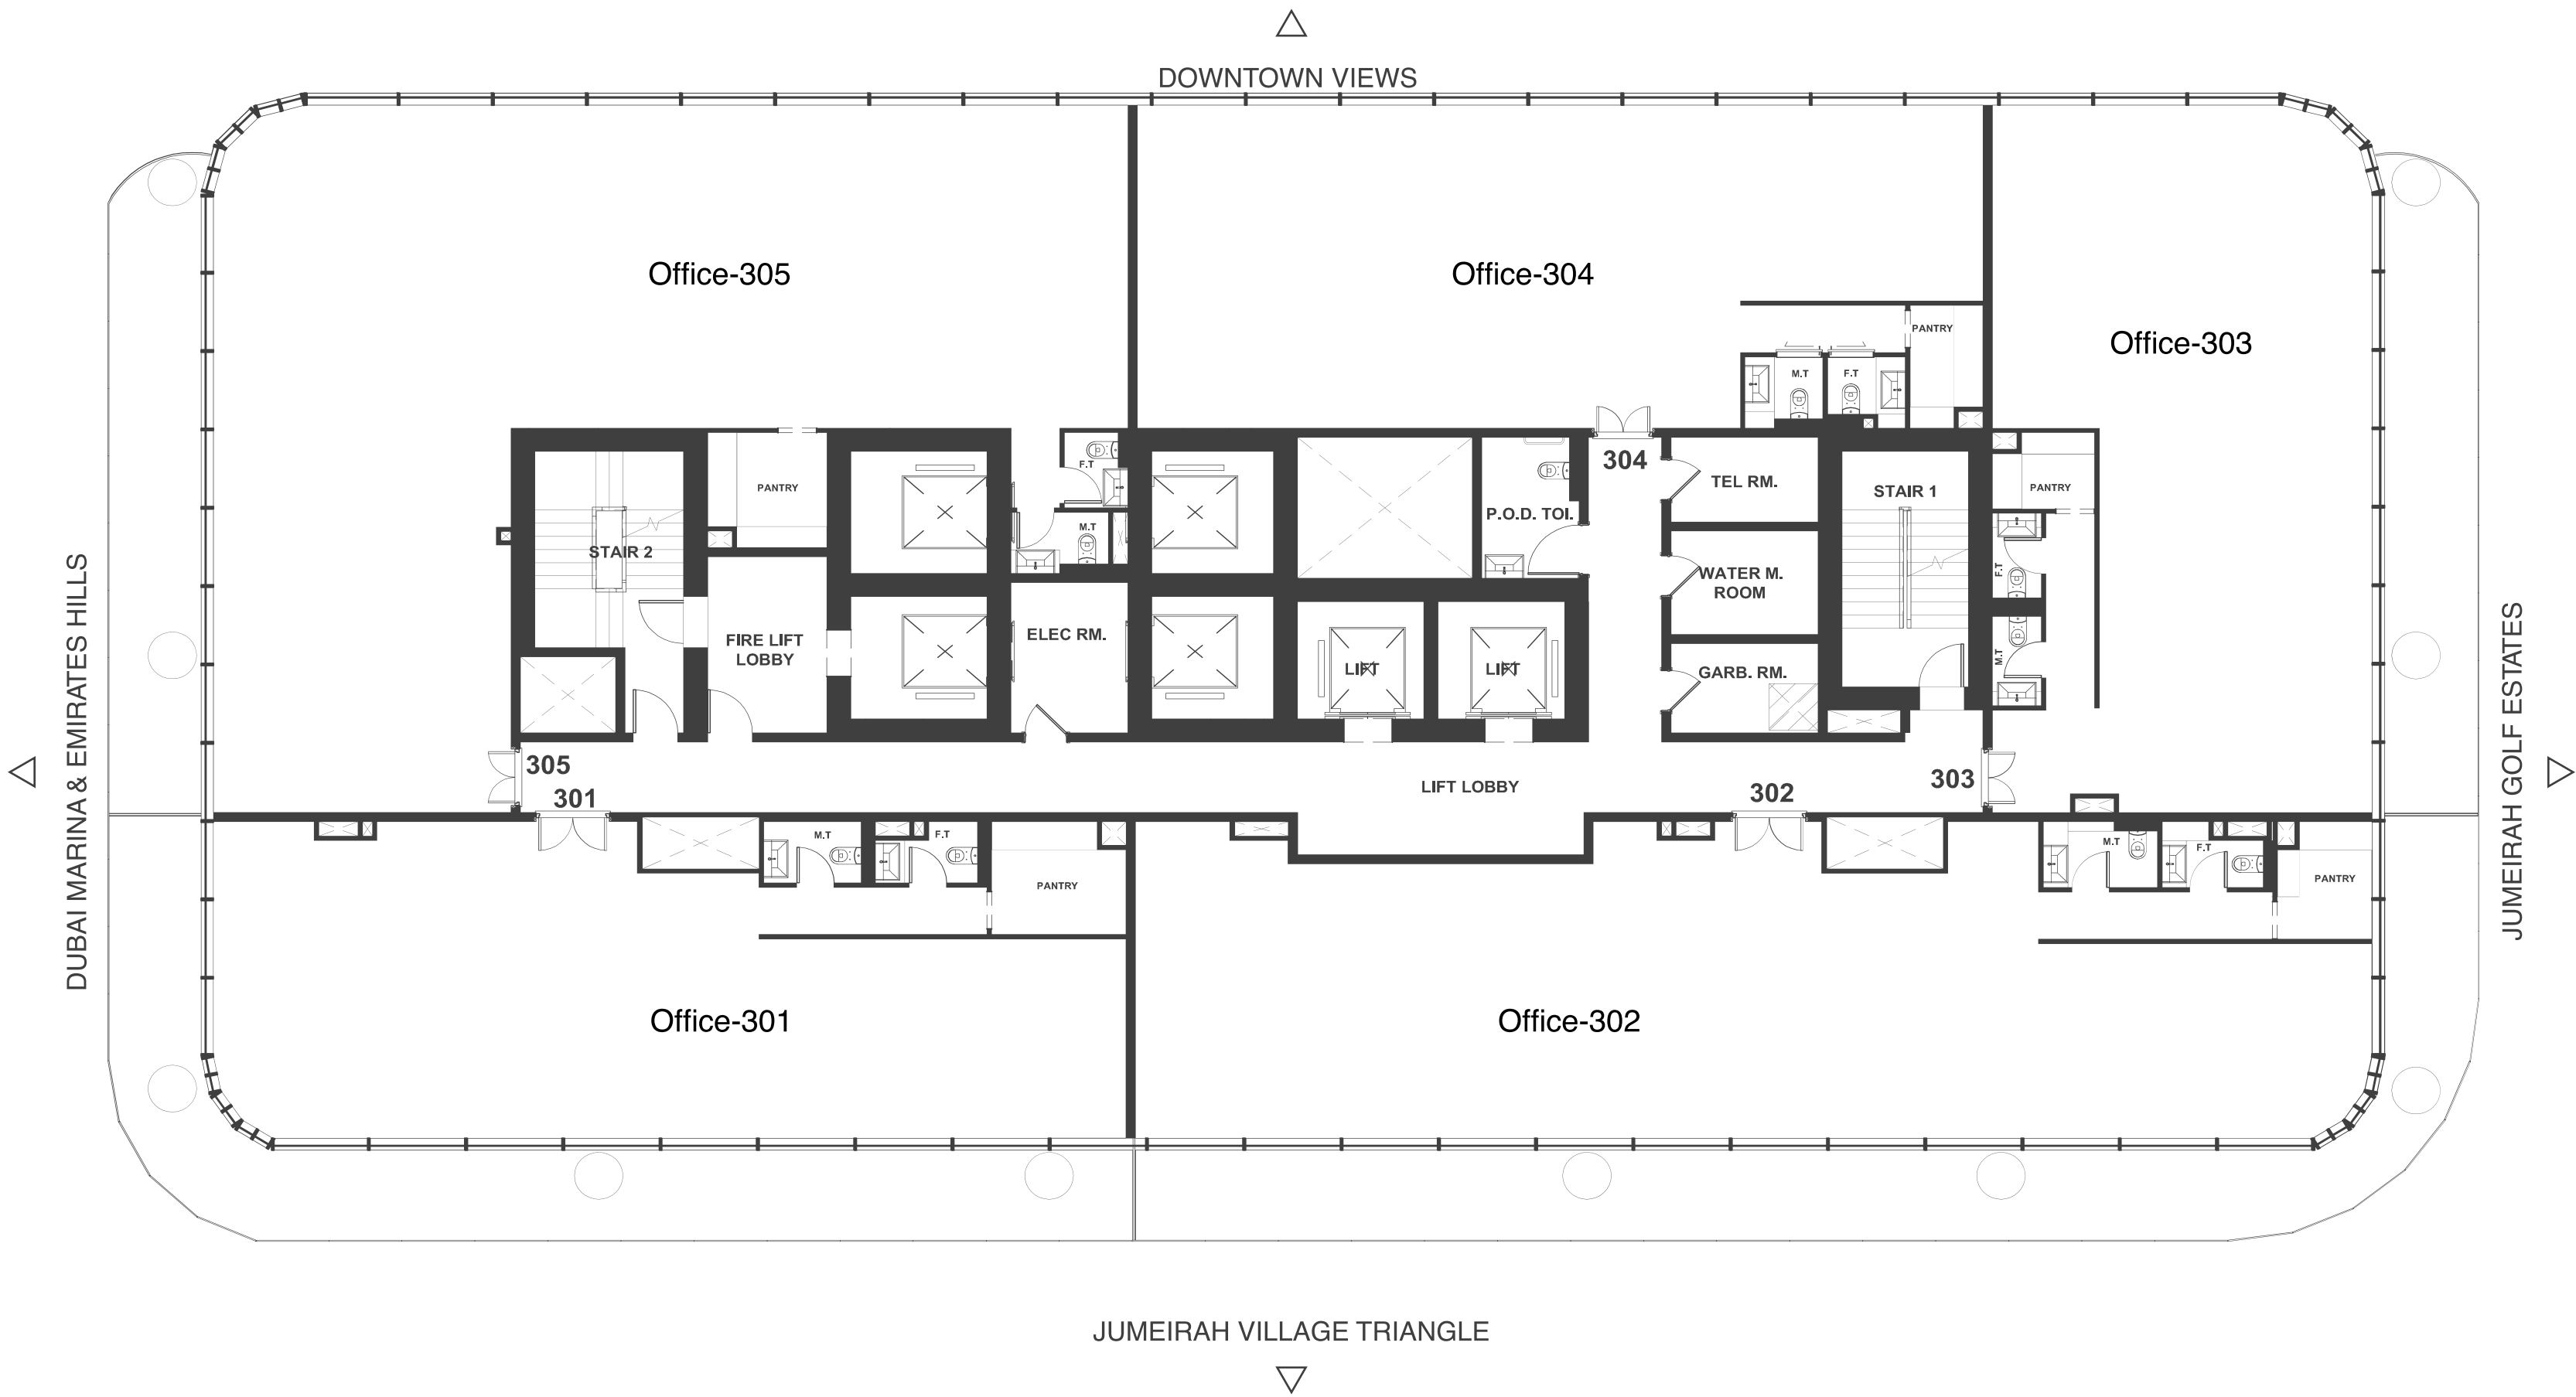 DOWNTOWN VIEWS
Office-305
Office-304
PANTRY
Office-303
M.T
F.T
304
F.T
PANTRY
TEL RM.
STAIR 1
PANTRY
P.O.D. TOI.
M.T
STAIR 2
WATER M.
ROOM
F.T
FIRE LIFT
LOBBY
ELEC RM.
LIFT
LIFT
GARB. RM.
M.T
DUBAI MARINA & EMIRATES HILLS
JUMEIRAH GOLF ESTATES
305
301
LIFT LOBBY
302
303
M.T
F.T
PANTRY
M.T
F.T
PANTRY
Office-301
Office-302
JUMEIRAH VILLAGE TRIANGLE